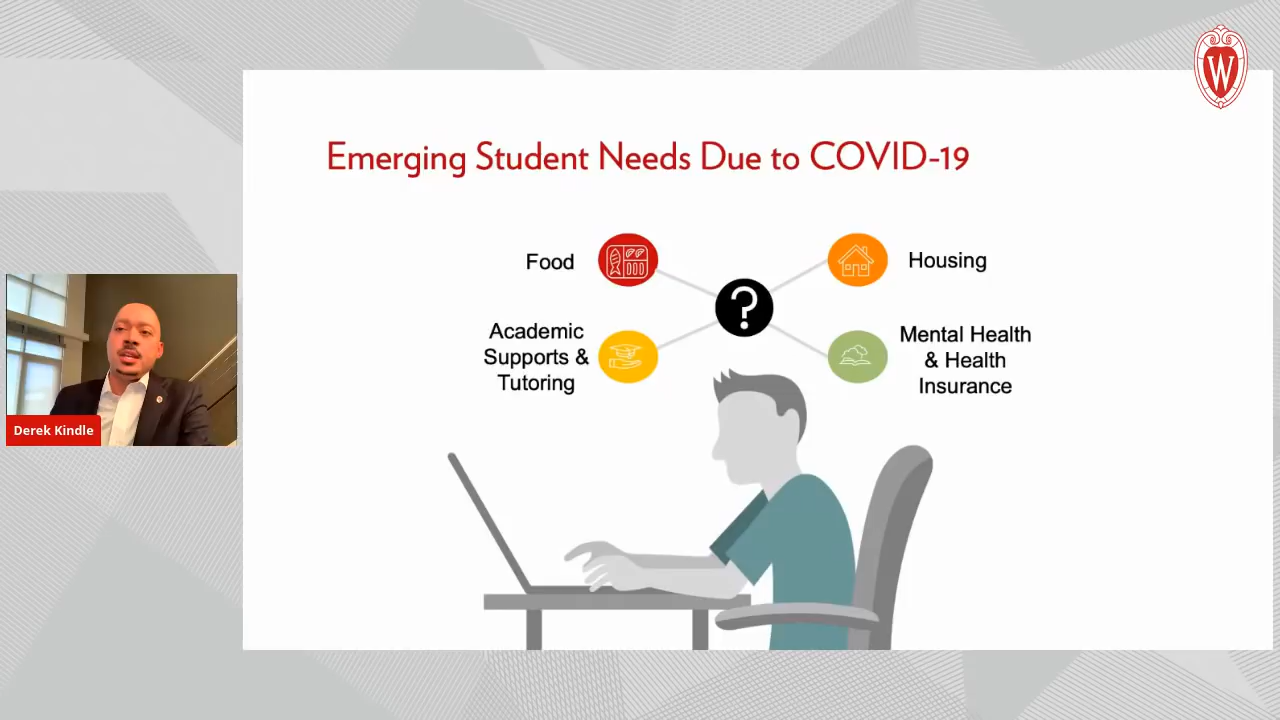 W
Emerging Student Needs Due to COVID-19
Food
?
Housing
Academic
Supports &
Tutoring
Mental Health
& Health
Insurance
Derek Kindle